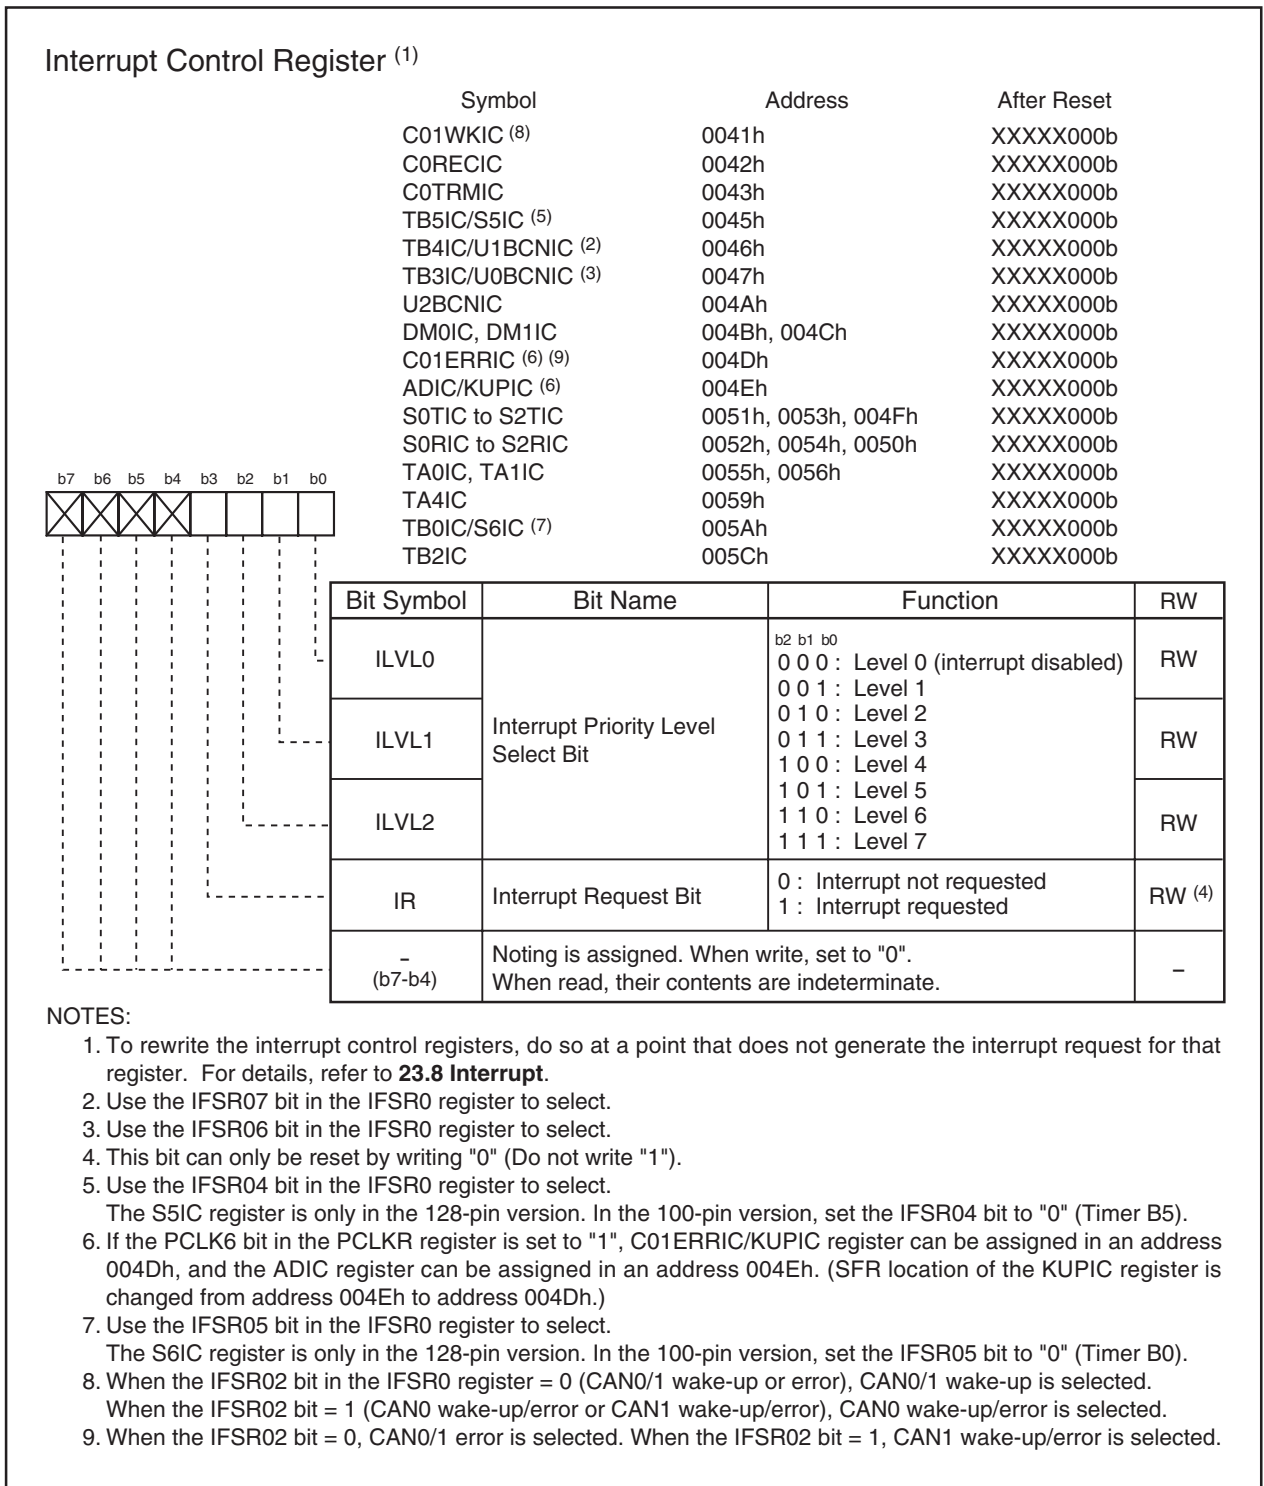 Interrupt Control Register (1)
Symbol Address After Reset
C01WKIC (8) 0041h XXXXX000b
C0RECIC 0042h XXXXX000b
C0TRMIC 0043h XXXXX000b
TB5IC/S5IC (5) 0045h XXXXX000b
TB4IC/U1BCNIC (2) 0046h XXXXX000b
TB3IC/U0BCNIC (3) 0047h XXXXX000b
U2BCNIC 004Ah XXXXX000b
DM0IC, DM1IC 004Bh, 004Ch XXXXX000b
C01ERRIC (6) (9) 004Dh XXXXX000b
ADIC/KUPIC (6) 004Eh XXXXX000b
S0TIC to S2TIC 0051h, 0053h, 004Fh XXXXX000b
S0RIC to S2RIC 0052h, 0054h, 0050h XXXXX000b
TA0IC, TA1IC 0055h, 0056h XXXXX000b
TA4IC 0059h XXXXX000b
TB0IC/S6IC (7) 005Ah XXXXX000b
TB2IC 005Ch XXXXX000b
b7 b6 b5 b4 b3 b2 b1 b0
Bit Symbol Bit Name Function RW
ILVL0 RW
ILVL1 RW
ILVL2 RW
Interrupt Priority Level
Select Bit
b2 b1 b0
0 0 0 : Level 0 (interrupt disabled)
0 0 1 : Level 1
0 1 0 : Level 2
0 1 1 : Level 3
1 0 0 : Level 4
1 0 1 : Level 5
1 1 0 : Level 6
1 1 1 : Level 7
IR Interrupt Request Bit RW (4)
0 : Interrupt not requested
1 : Interrupt requested
–
(b7-b4)
Noting is assigned. When write, set to "0".
When read, their contents are indeterminate.
–
NOTES:
1. To rewrite the interrupt control registers, do so at a point that does not generate the interrupt request for that
register. For details, refer to 23.8 Interrupt.
2. Use the IFSR07 bit in the IFSR0 register to select.
3. Use the IFSR06 bit in the IFSR0 register to select.
4. This bit can only be reset by writing "0" (Do not write "1").
5. Use the IFSR04 bit in the IFSR0 register to select.
The S5IC register is only in the 128-pin version. In the 100-pin version, set the IFSR04 bit to "0" (Timer B5).
6. If the PCLK6 bit in the PCLKR register is set to "1", C01ERRIC/KUPIC register can be assigned in an address
004Dh, and the ADIC register can be assigned in an address 004Eh. (SFR location of the KUPIC register is
changed from address 004Eh to address 004Dh.)
7. Use the IFSR05 bit in the IFSR0 register to select.
The S6IC register is only in the 128-pin version. In the 100-pin version, set the IFSR05 bit to "0" (Timer B0).
8. When the IFSR02 bit in the IFSR0 register = 0 (CAN0/1 wake-up or error), CAN0/1 wake-up is selected.
When the IFSR02 bit = 1 (CAN0 wake-up/error or CAN1 wake-up/error), CAN0 wake-up/error is selected.
9. When the IFSR02 bit = 0, CAN0/1 error is selected. When the IFSR02 bit = 1, CAN1 wake-up/error is selected.